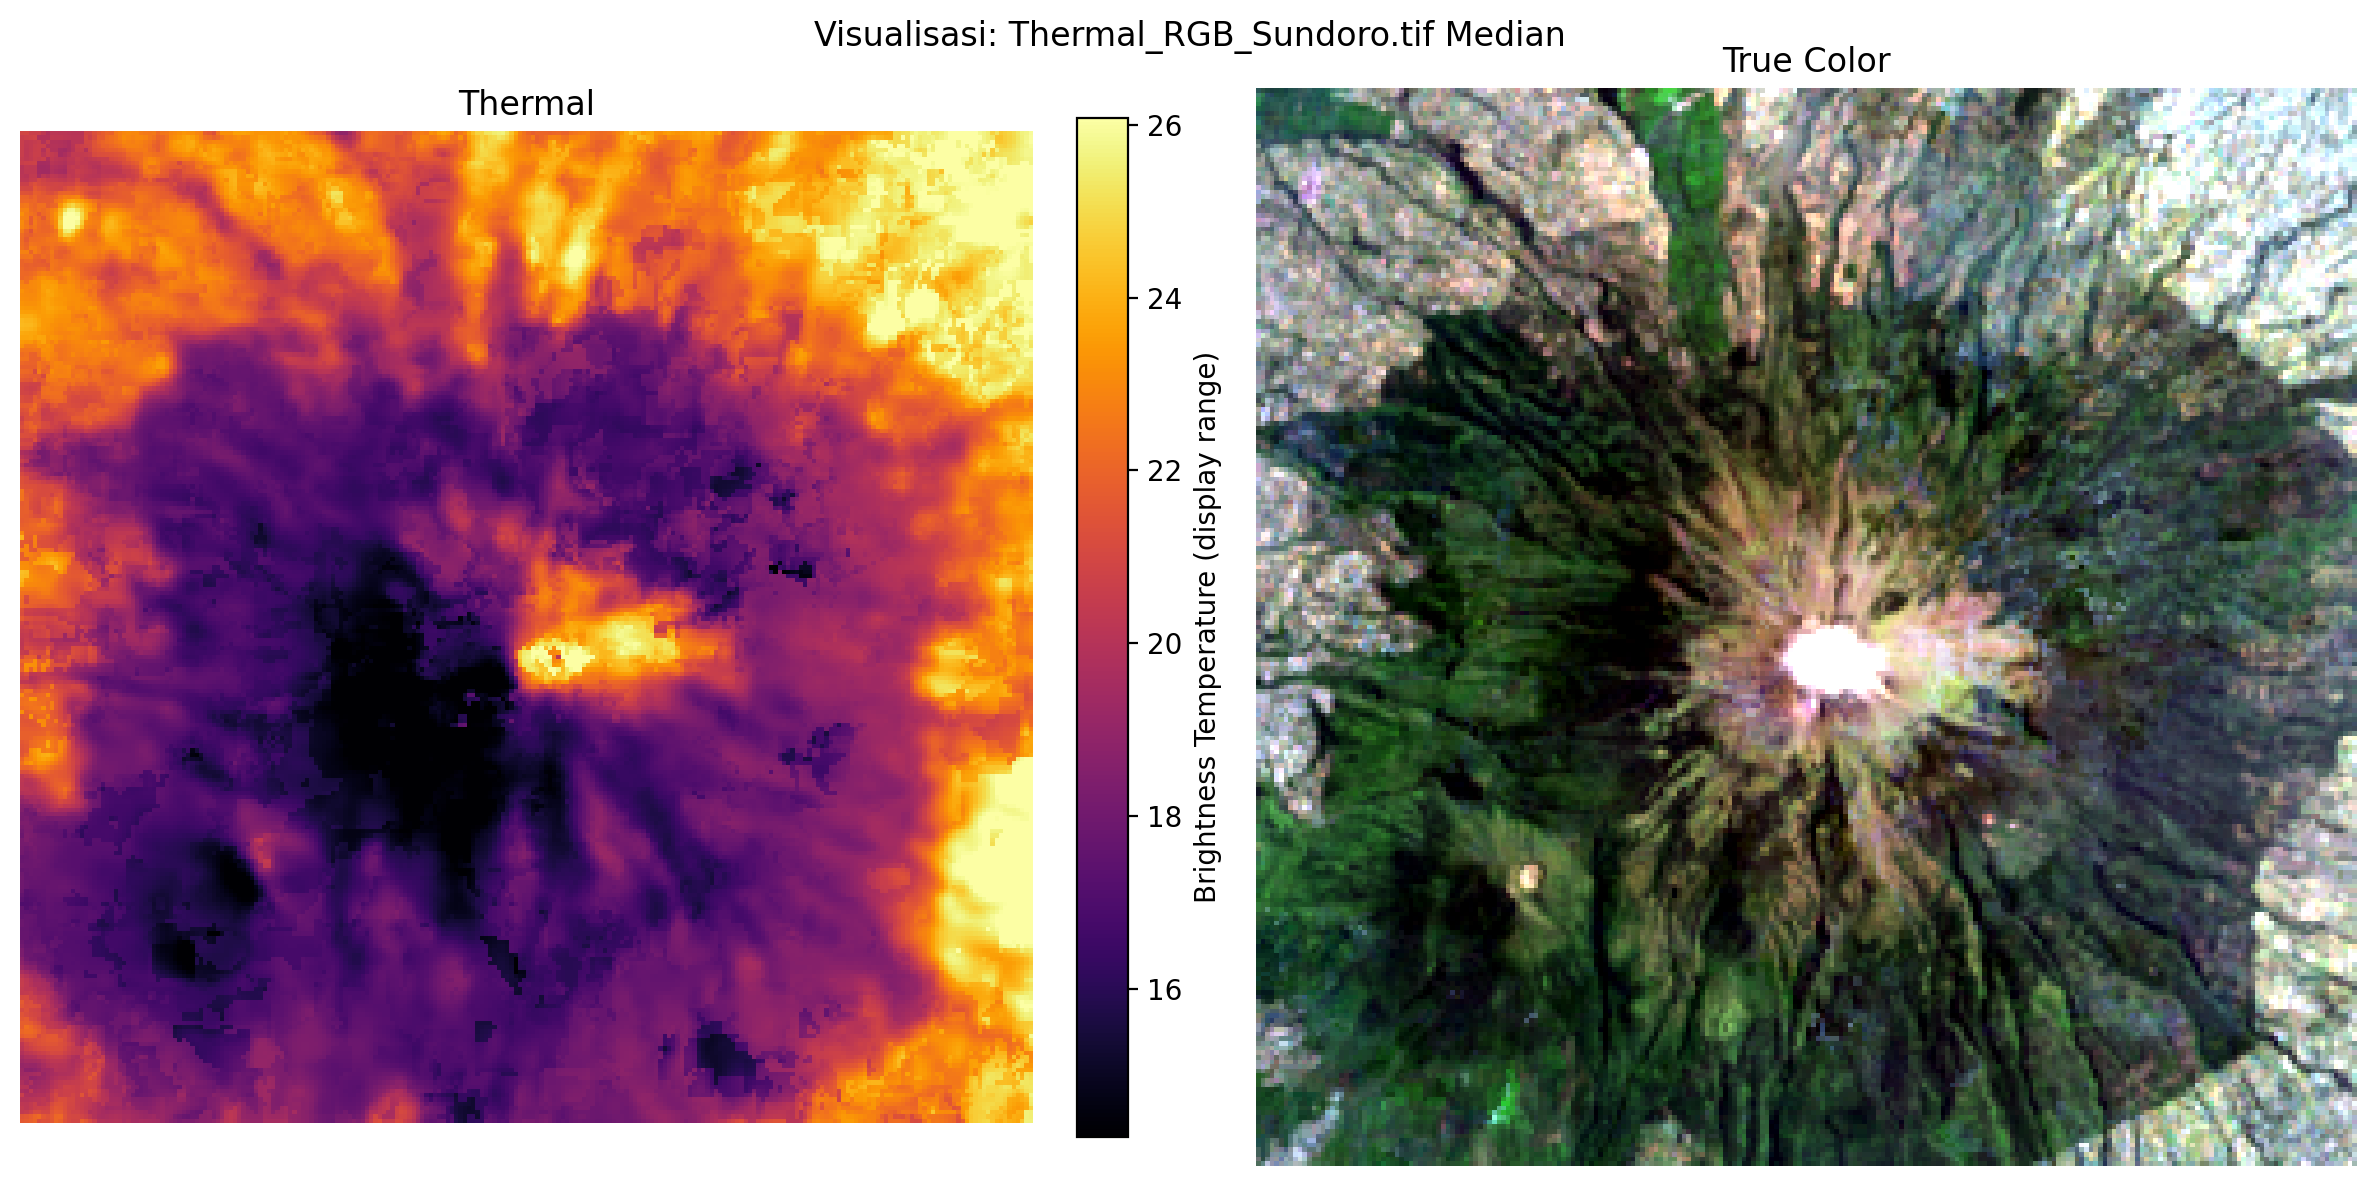 Visualisasi: Thermal_RGB_Sundoro.tif Median
Thermal
True Color
26
24
22
20
18
16
Brightness Temperature (display range)